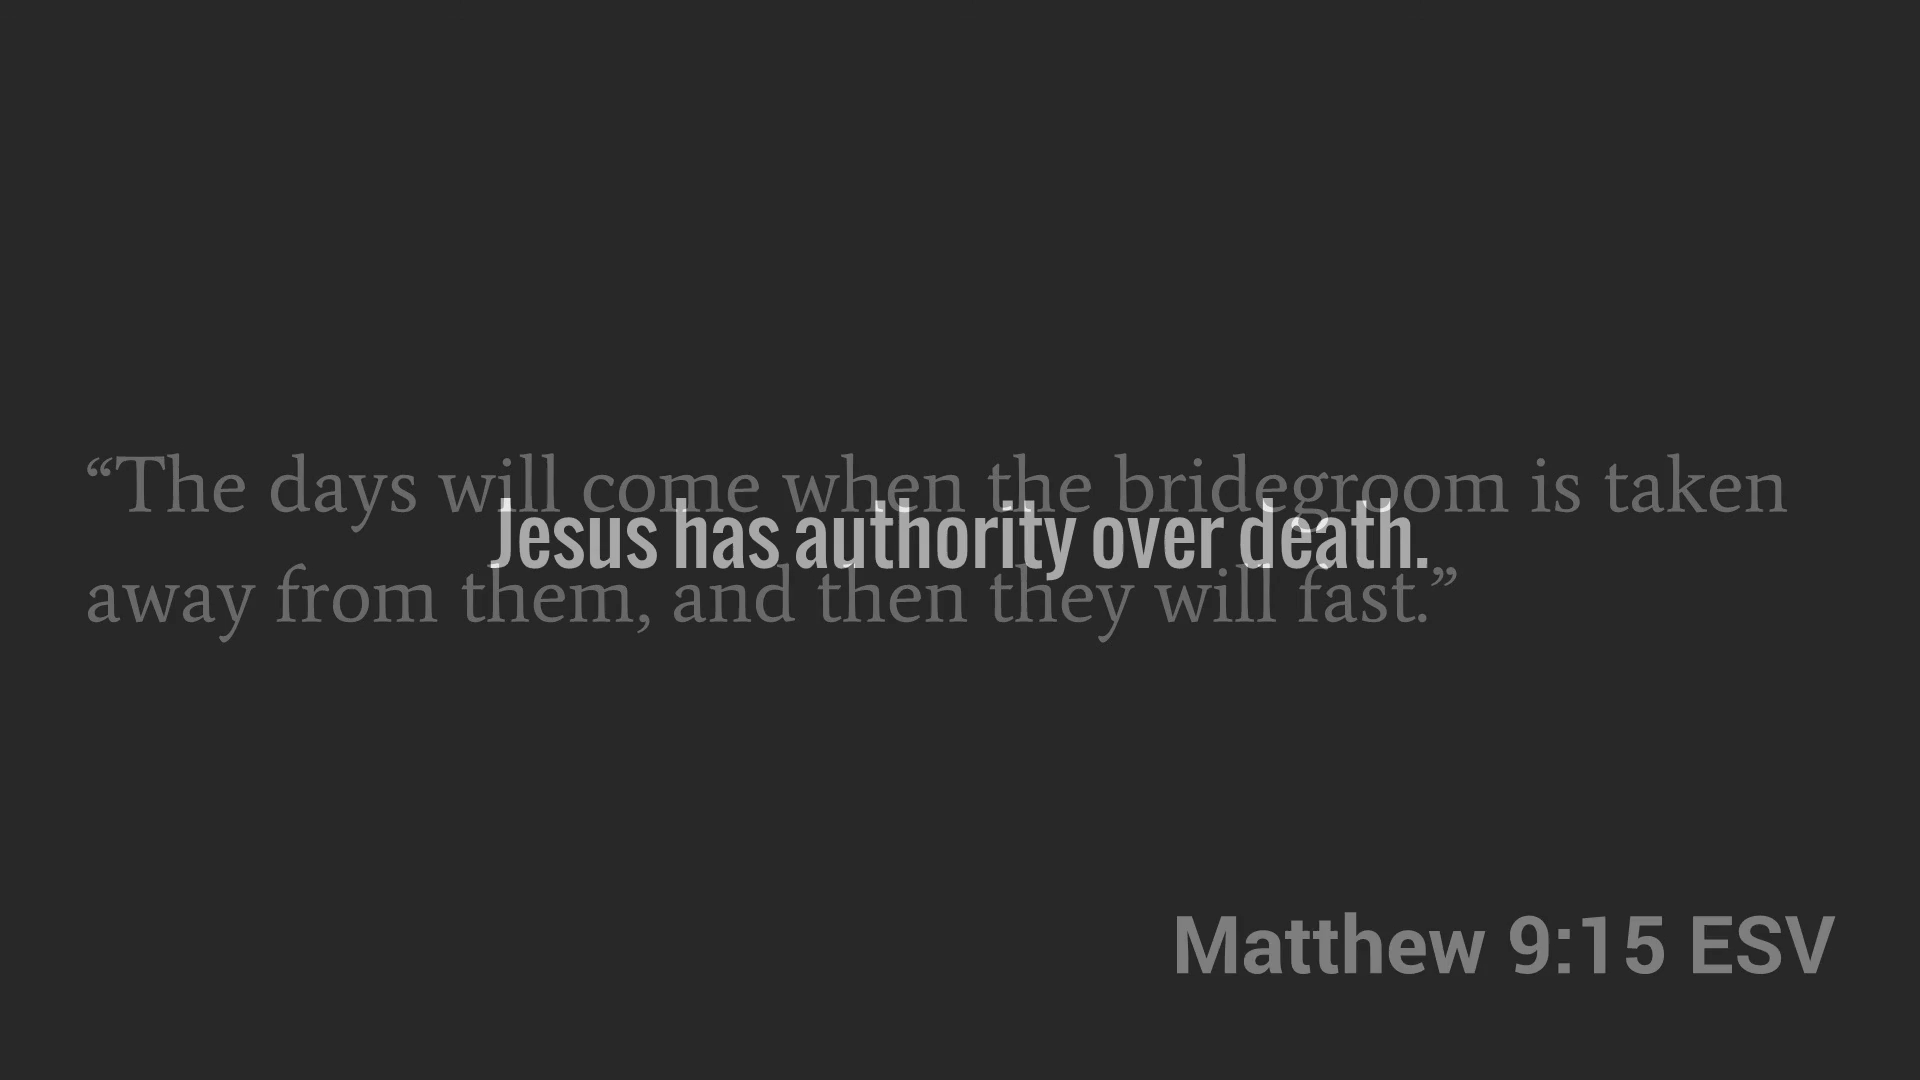 “The days will come when the bridegroom is taken
Jesus has authority over death.
away from them, and then they will fast.”
Matthew 9:15 ESV